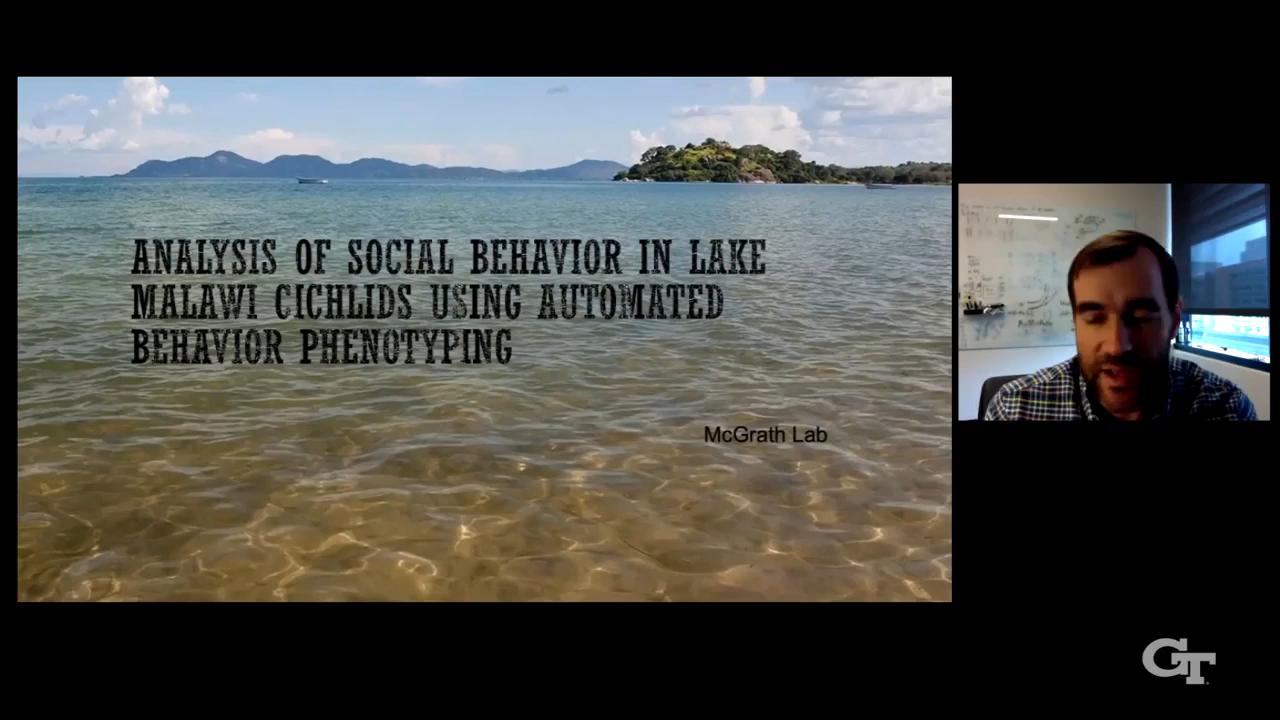 ANALYSIS OF SOCIAL BEHAVIOR IN LAKE
MALAWI CICHLIDS USING AUTOMATED
BEHAVIOR PHENOTYPING
McGrath Lab
GT